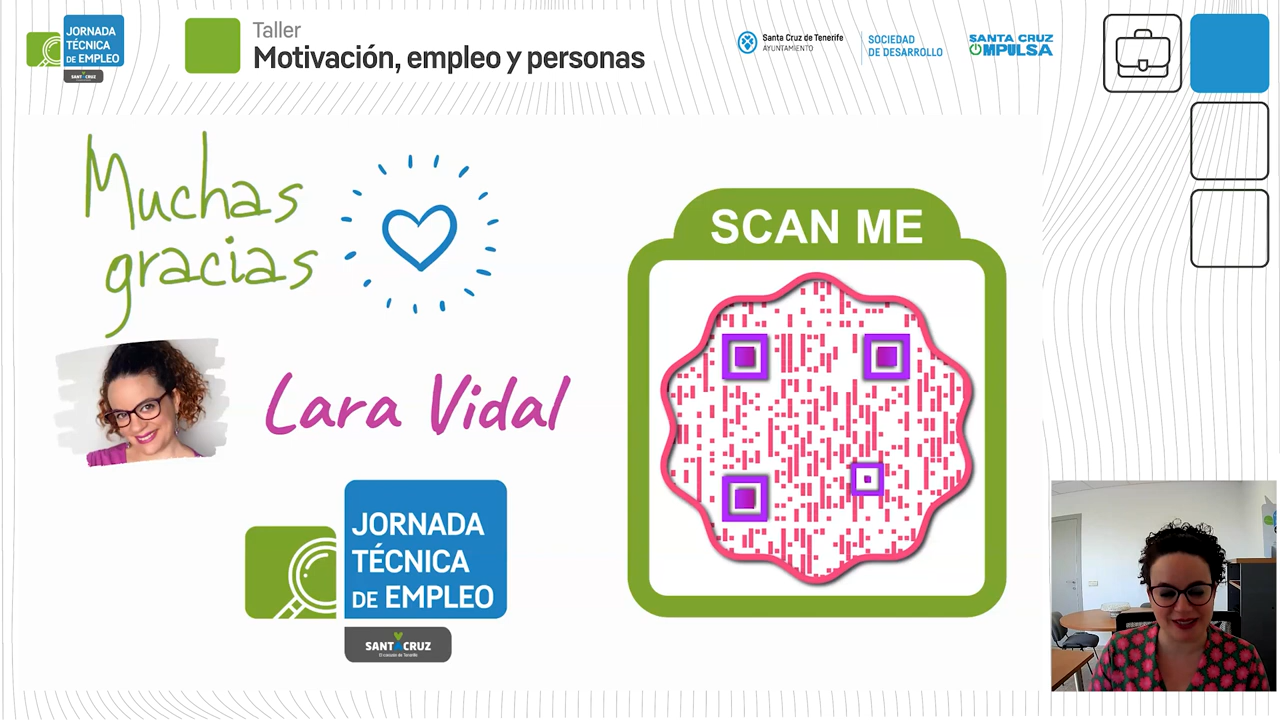 JORNADA
TÉCNICA
DE EMPLEO
SANTA CRUZ
Taller
Motivación, empleo y personas
Santa Cruz de Tenerife
AYUNTAMIENTO
SOCIEDAD
DE DESARROLLO
SANTA CRUZ
IMPULSA
Muchas
gracias
Lara Vidal
SCAN ME
JORNADA
TÉCNICA
DE EMPLEO
SANTA CRUZ